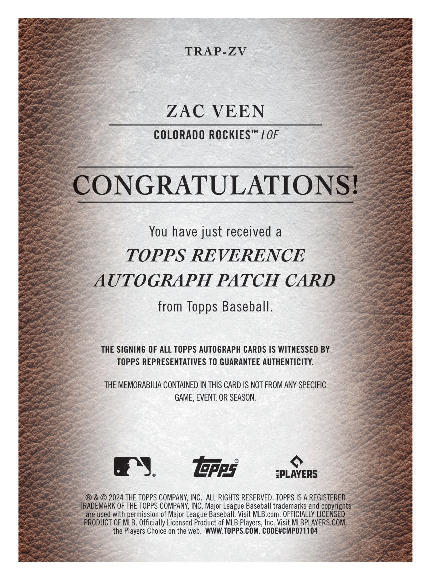 TRAP-ZV
ZAC VEEN
COLORADO ROCKIES™ / OF
CONGRATULATIONS!
You have just received a
TOPPS REVERENCE
AUTOGRAPH PATCH CARD
from Topps Baseball.
THE SIGNING OF ALL TOPPS AUTOGRAPH CARDS IS WITNESSED BY
TOPPS REPRESENTATIVES TO GUARANTEE AUTHENTICITY.
THE MEMORABILIA CONTAINED IN THIS CARD IS NOT FROM ANY SPECIFIC
GAME, EVENT, OR SEASON.
Topps
PLAYERS
® & © 2024 THE TOPPS COMPANY, INC. ALL RIGHTS RESERVED. TOPPS IS A REGISTERED
TRADEMARK OF THE TOPPS COMPANY, INC. Major League Baseball trademarks and copyrights
are used with permission of Major League Baseball. Visit MLB.com. OFFICIALLY LICENSED
PRODUCT OF MLB. Officially Licensed Product of MLB Players, Inc. Visit MLBPLAYERS.COM,
the Players Choice on the web. WWW.TOPPS.COM. CODE#CMP071104